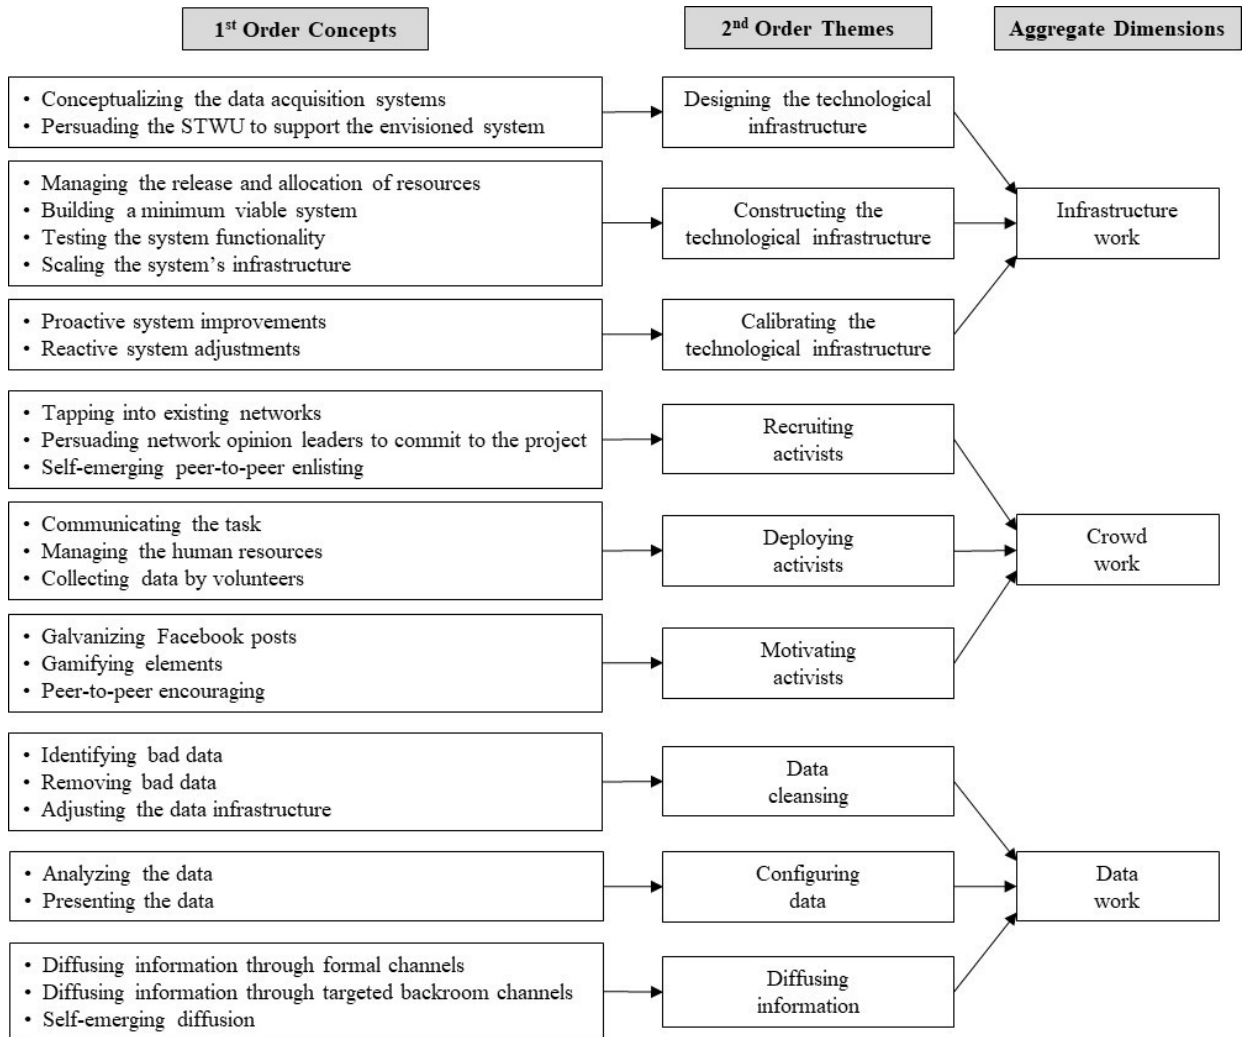 1st Order Concepts
2nd Order Themes
Aggregate Dimensions
• Conceptualizing the data acquisition systems
• Persuading the STWU to support the envisioned system
Designing the technological
infrastructure
• Managing the release and allocation of resources
• Building a minimum viable system
• Testing the system functionality
• Scaling the system’s infrastructure
Constructing the
technological infrastructure
Infrastructure
work
• Proactive system improvements
• Reactive system adjustments
Calibrating the
technological infrastructure
• Tapping into existing networks
• Persuading network opinion leaders to commit to the project
• Self-emerging peer-to-peer enlisting
Recruiting
activists
• Communicating the task
• Managing the human resources
• Collecting data by volunteers
Deploying
activists
Crowd
work
• Galvanizing Facebook posts
• Gamifying elements
• Peer-to-peer encouraging
Motivating
activists
• Identifying bad data
• Removing bad data
• Adjusting the data infrastructure
Data
cleansing
• Analyzing the data
• Presenting the data
Configuring
data
Data
work
• Diffusing information through formal channels
• Diffusing information through targeted backroom channels
• Self-emerging diffusion
Diffusing
information